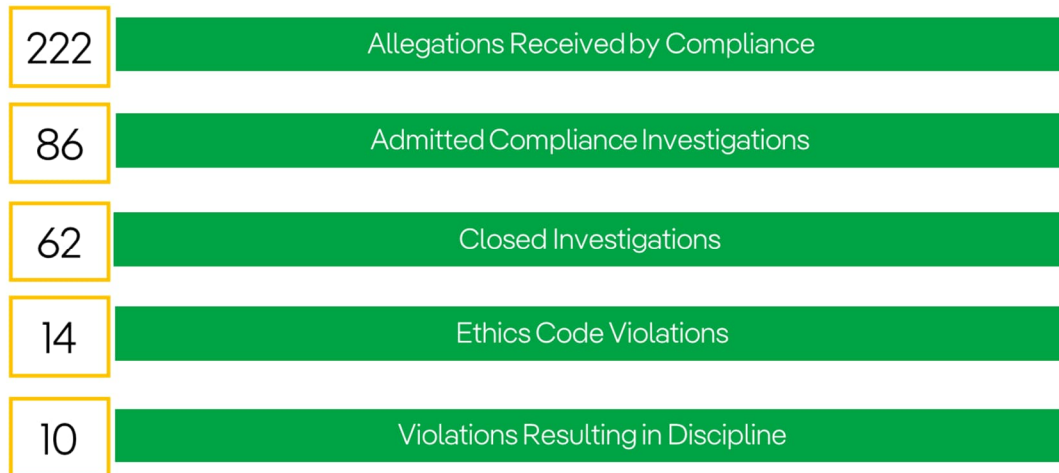 222 Allegations Received by Compliance
86 Admitted Compliance Investigations
62 Closed Investigations
14 Ethics Code Violations
10 Violations Resulting in Discipline